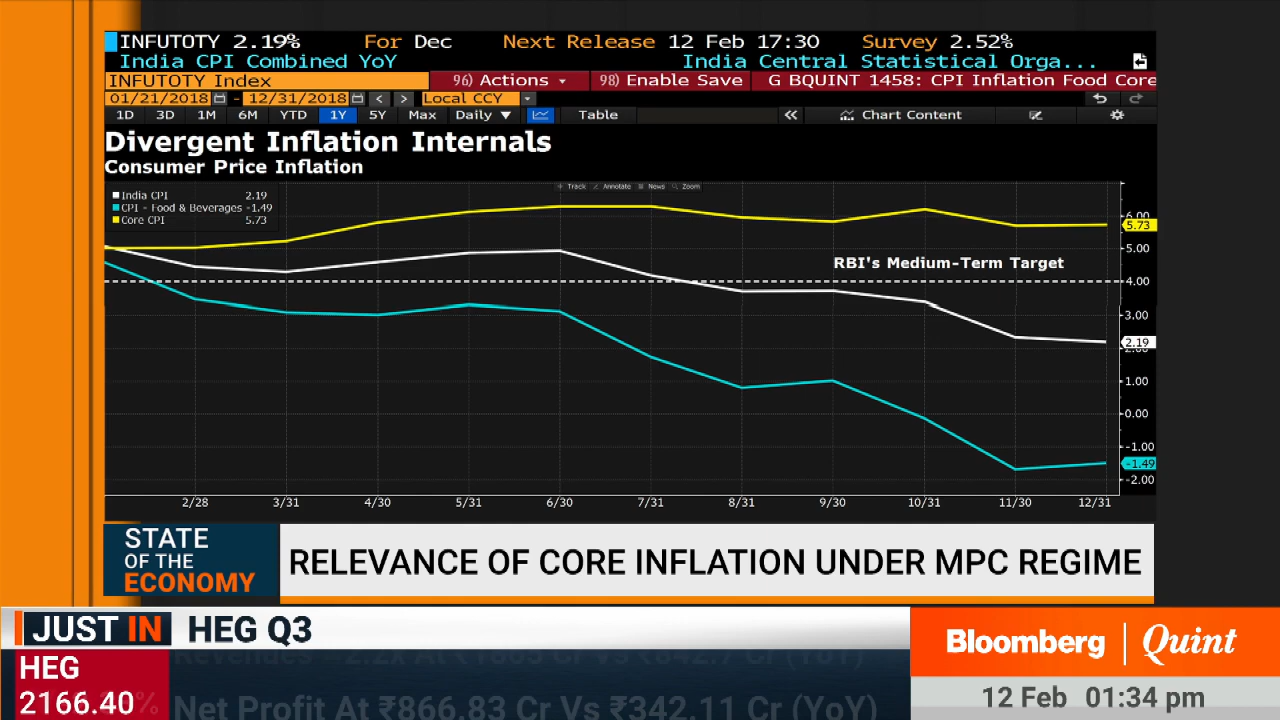 INFUTOTY 2.19% For Dec Next Release 12 Feb 17:30 Survey 2.52%
India CPI Combined YoY India Central Statistical Orga...
INFUTOTY Index 96) Actions 98) Enable Save G BQUINT 1458: CPI Inflation Food Core
01/21/2018 - 12/31/2018 < > Local CCY
1D 3D 1M 6M YTD 1Y 5Y Max Daily ▼ Table « Chart Content
Divergent Inflation Internals
Consumer Price Inflation
Track Annotate News Zoom
India CPI 2.19
CPI - Food & Beverages -1.49
Core CPI 5.73
6.00
5.73
5.00
RBI's Medium-Term Target
4.00
3.00
2.19
2.00
1.00
0.00
-1.00
-1.49
-2.00
2/28 3/31 4/30 5/31 6/30 7/31 8/31 9/30 10/31 11/30 12/31
STATE
OF THE
ECONOMY
RELEVANCE OF CORE INFLATION UNDER MPC REGIME
JUST IN HEG Q3
HEG
2166.40
Net Profit At ₹866.83 Cr Vs ₹342.11 Cr (YoY)
Bloomberg | Quint
12 Feb 01:34 pm